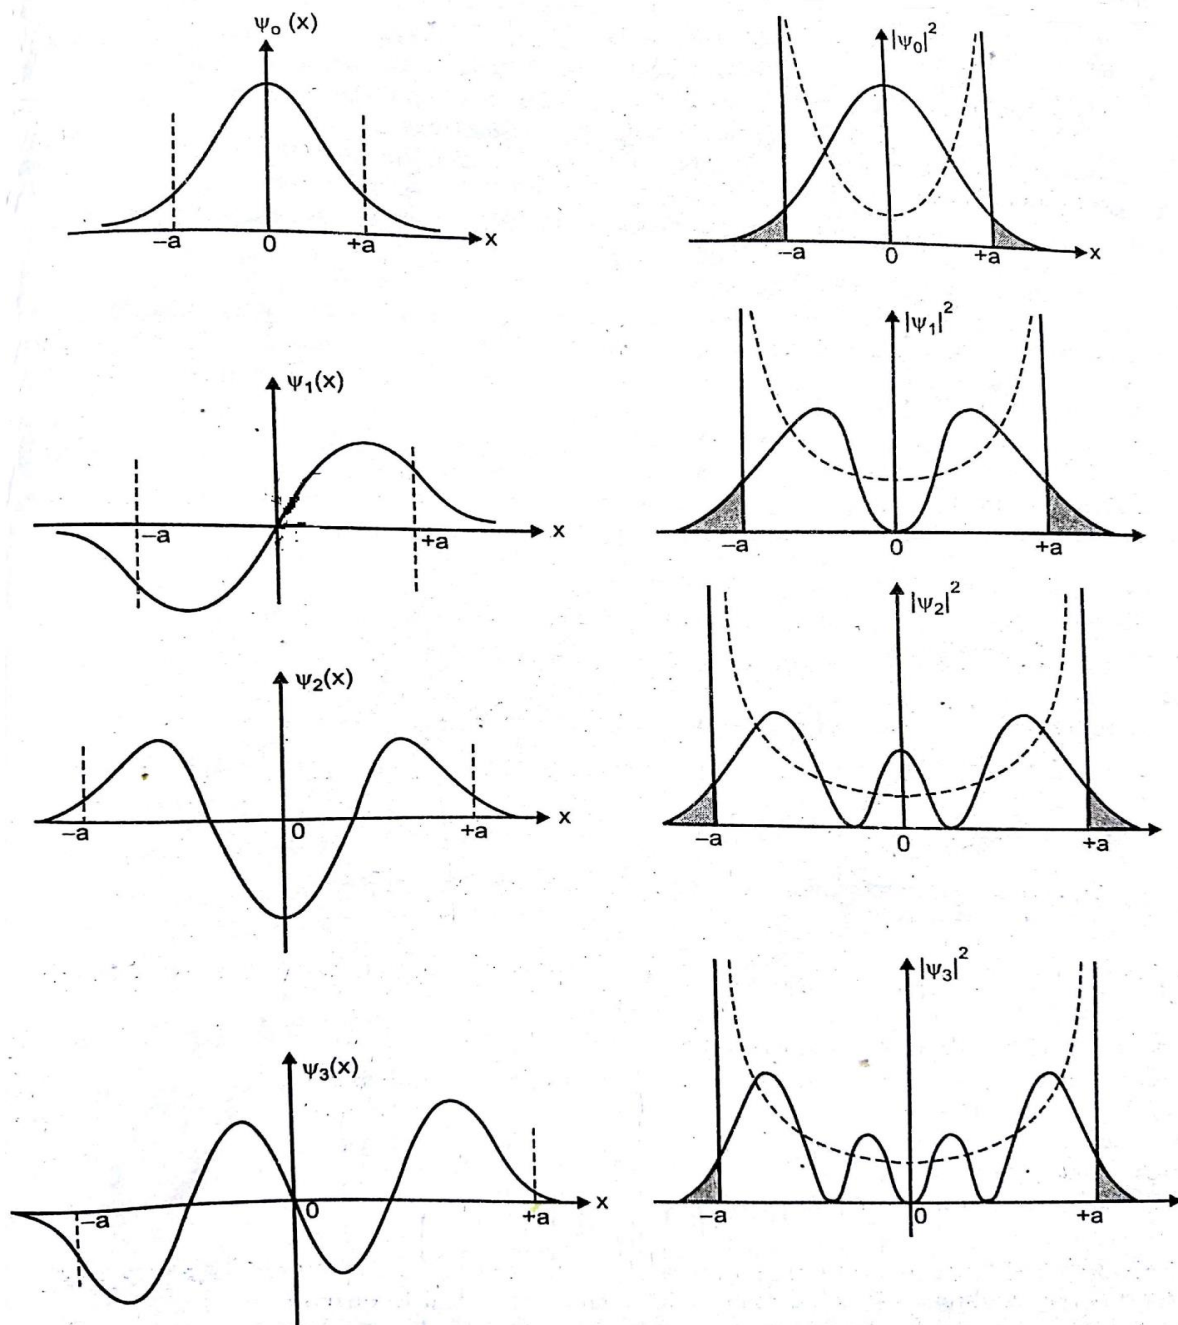 ψ₀ (x)
−a 0 +a x
|ψ₀|²
−a 0 +a x
ψ₁(x)
−a +a x
|ψ₁|²
−a 0 +a
ψ₂(x)
−a 0 +a x
|ψ₂|²
−a 0 +a
ψ₃(x)
−a 0 +a x
|ψ₃|²
−a 0 +a